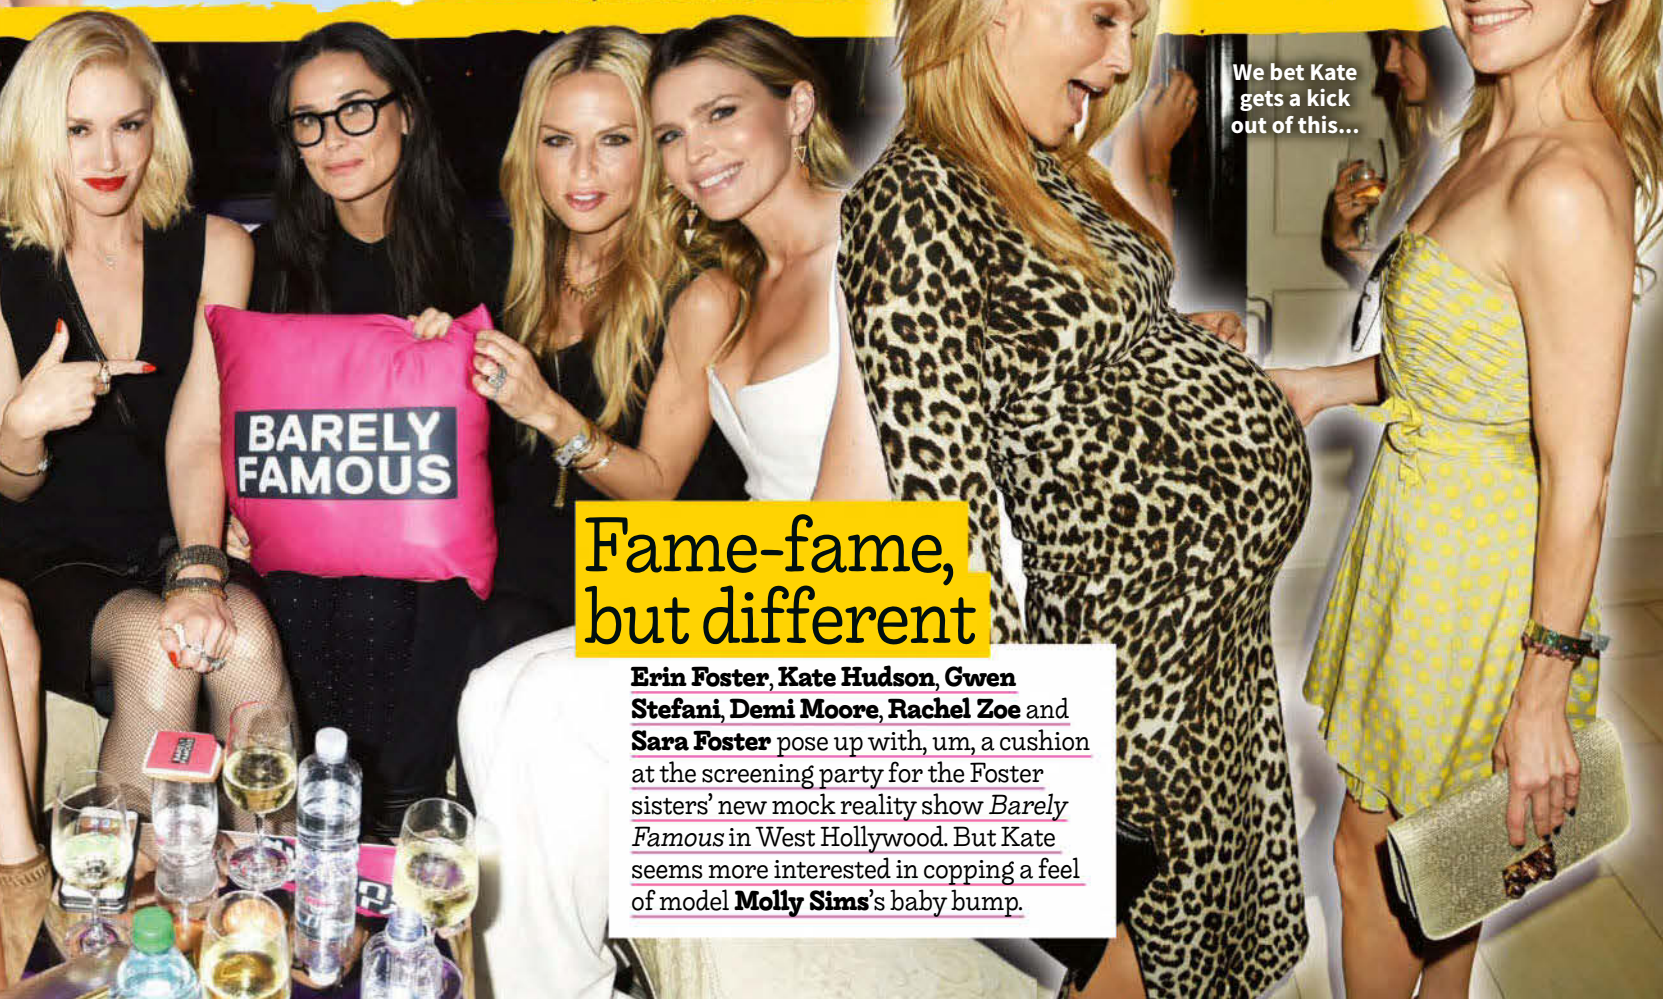 We bet Kate
gets a kick
out of this...
BARELY
FAMOUS
Fame-fame,
but different
Erin Foster, Kate Hudson, Gwen
Stefani, Demi Moore, Rachel Zoe and
Sara Foster pose up with, um, a cushion
at the screening party for the Foster
sisters' new mock reality show Barely
Famous in West Hollywood. But Kate
seems more interested in copping a feel
of model Molly Sims's baby bump.
BARELY
FAMOUS